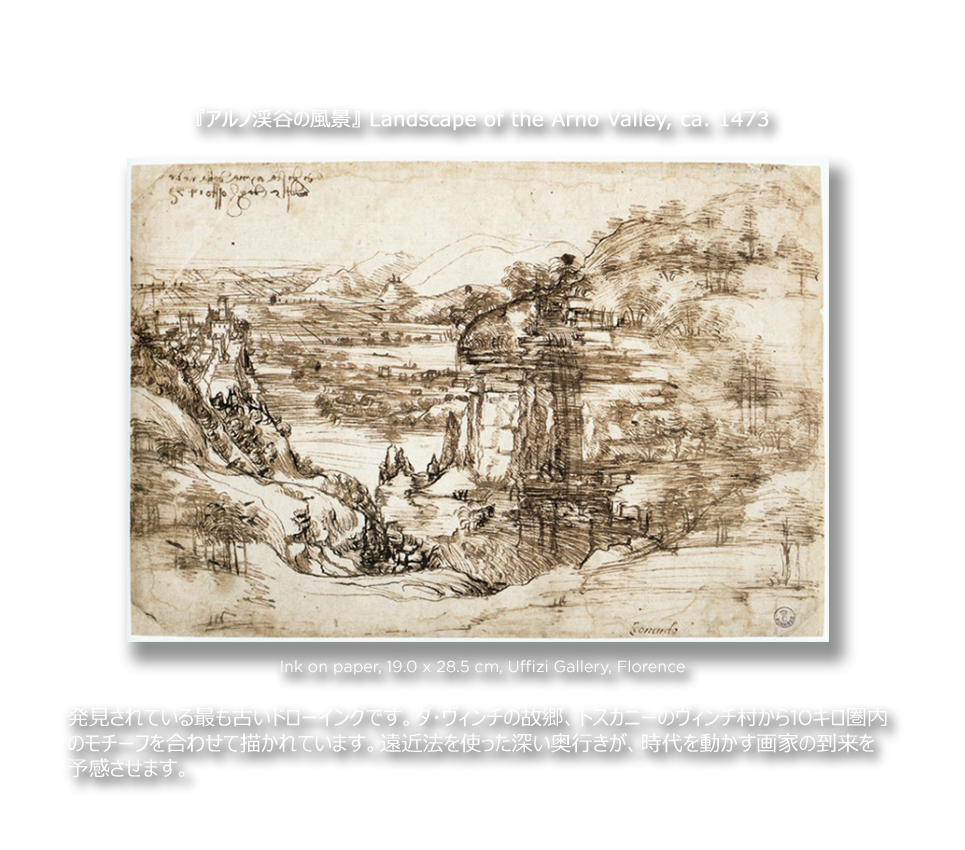 『アルノ渓谷の風景』 Landscape of the Arno Valley, ca. 1473
Leonardo
Ink on paper, 19.0 x 28.5 cm, Uffizi Gallery, Florence
発見されている最も古いドローイングです。ダ・ヴィンチの故郷、トスカニーのヴィンチ村から10キロ圏内
のモチーフを合わせて描かれています。遠近法を使った深い奥行きが、時代を動かす画家の到来を
予感させます。